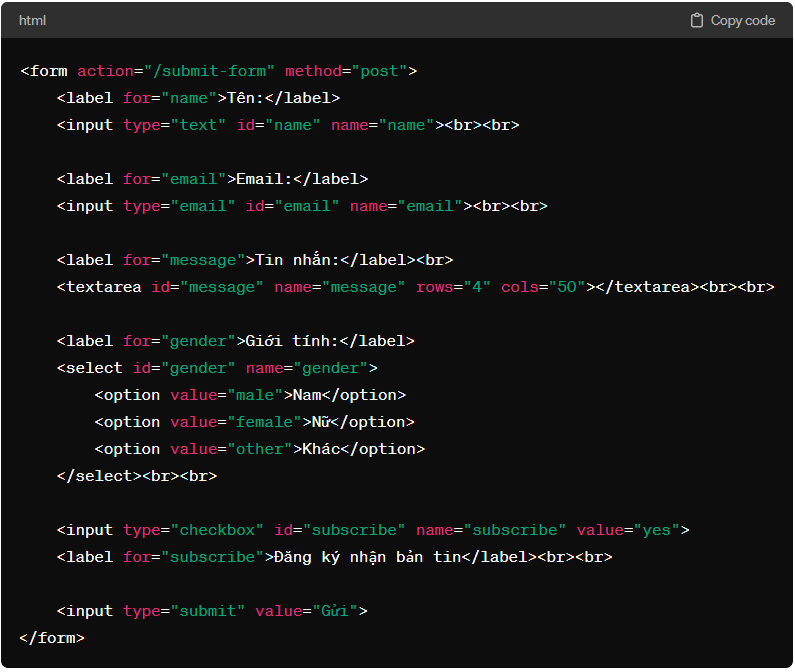 html
Copy code
<form action="/submit-form" method="post">
    <label for="name">Tên:</label>
    <input type="text" id="name" name="name"><br><br>

    <label for="email">Email:</label>
    <input type="email" id="email" name="email"><br><br>

    <label for="message">Tin nhắn:</label><br>
    <textarea id="message" name="message" rows="4" cols="50"></textarea><br><br>

    <label for="gender">Giới tính:</label>
    <select id="gender" name="gender">
        <option value="male">Nam</option>
        <option value="female">Nữ</option>
        <option value="other">Khác</option>
    </select><br><br>

    <input type="checkbox" id="subscribe" name="subscribe" value="yes">
    <label for="subscribe">Đăng ký nhận bản tin</label><br><br>

    <input type="submit" value="Gửi">
</form>